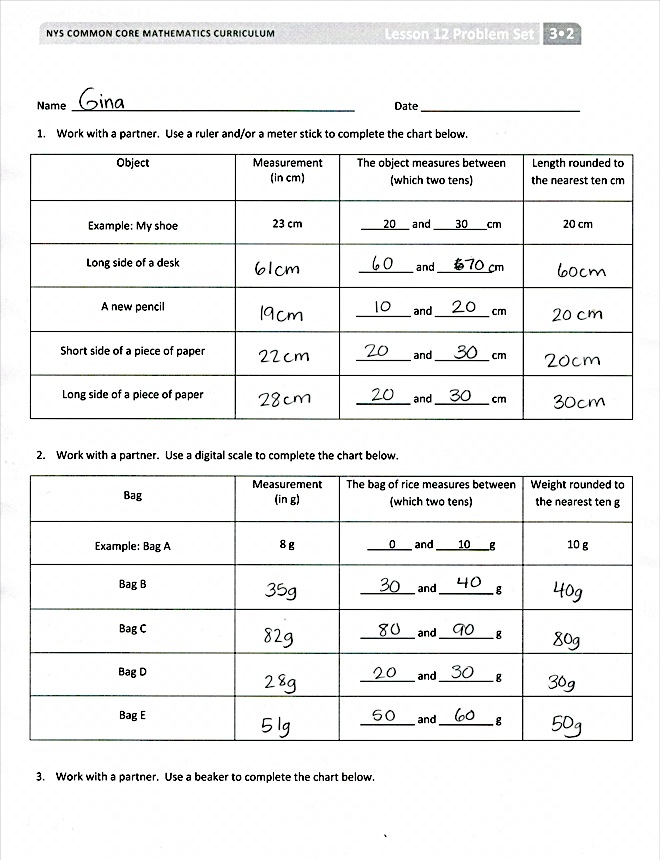 NYS COMMON CORE MATHEMATICS CURRICULUM Lesson 12 Problem Set 3•2
Name Gina Date
1. Work with a partner. Use a ruler and/or a meter stick to complete the chart below.
Object Measurement (in cm) The object measures between (which two tens) Length rounded to the nearest ten cm
Example: My shoe 23 cm 20 and 30 cm 20 cm
Long side of a desk 61cm 60 and 70 cm 60cm
A new pencil 19cm 10 and 20 cm 20 cm
Short side of a piece of paper 22cm 20 and 30 cm 20cm
Long side of a piece of paper 28cm 20 and 30 cm 30cm
2. Work with a partner. Use a digital scale to complete the chart below.
Bag Measurement (in g) The bag of rice measures between (which two tens) Weight rounded to the nearest ten g
Example: Bag A 8 g 0 and 10 g 10 g
Bag B 35g 30 and 40 g 40g
Bag C 82g 80 and 90 g 80g
Bag D 28g 20 and 30 g 30g
Bag E 51g 50 and 60 g 50g
3. Work with a partner. Use a beaker to complete the chart below.